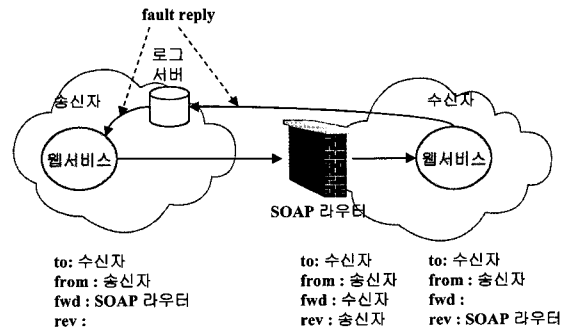 fault reply
로그
서버
송신자
수신자
웹서비스
웹서비스
SOAP 라우터
to: 수신자
from : 송신자
fwd : SOAP 라우터
rev :
to: 수신자
from : 송신자
fwd : 수신자
rev : 송신자
to: 수신자
from : 송신자
fwd :
rev : SOAP 라우터